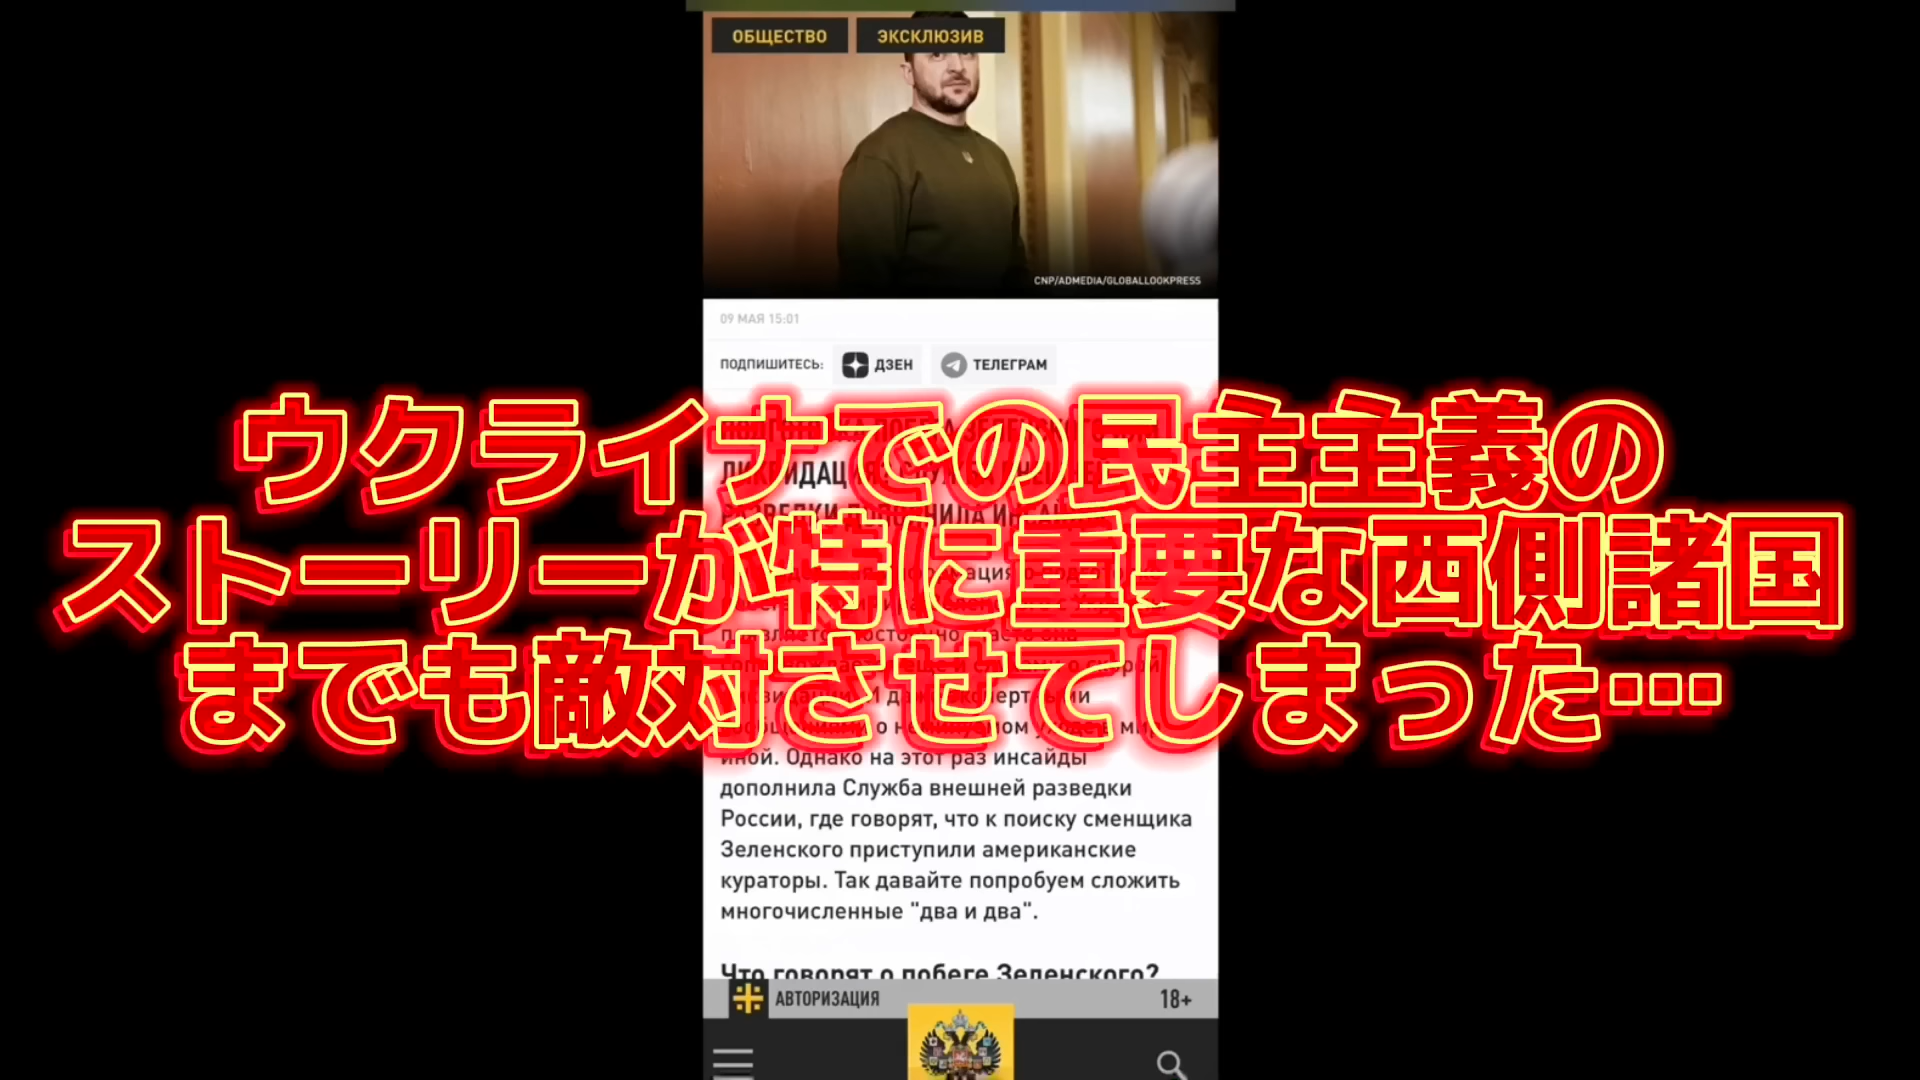 ОБЩЕСТВО ЭКСКЛЮЗИВ
CNP/ADMEDIA/GLOBALLOOKPRESS
09 МАЯ 15:01
ПОДПИШИТЕСЬ: ДЗЕН ТЕЛЕГРАМ
ウクライナでの民主主義の
ストーリーが特に重要な西側諸国
までも敵対させてしまった…
иной. Однако на этот раз инсайды
дополнила Служба внешней разведки
России, где говорят, что к поиску сменщика
Зеленского приступили американские
кураторы. Так давайте попробуем сложить
многочисленные "два и два".
Что говорят о побеге Зеленского?
АВТОРИЗАЦИЯ 18+